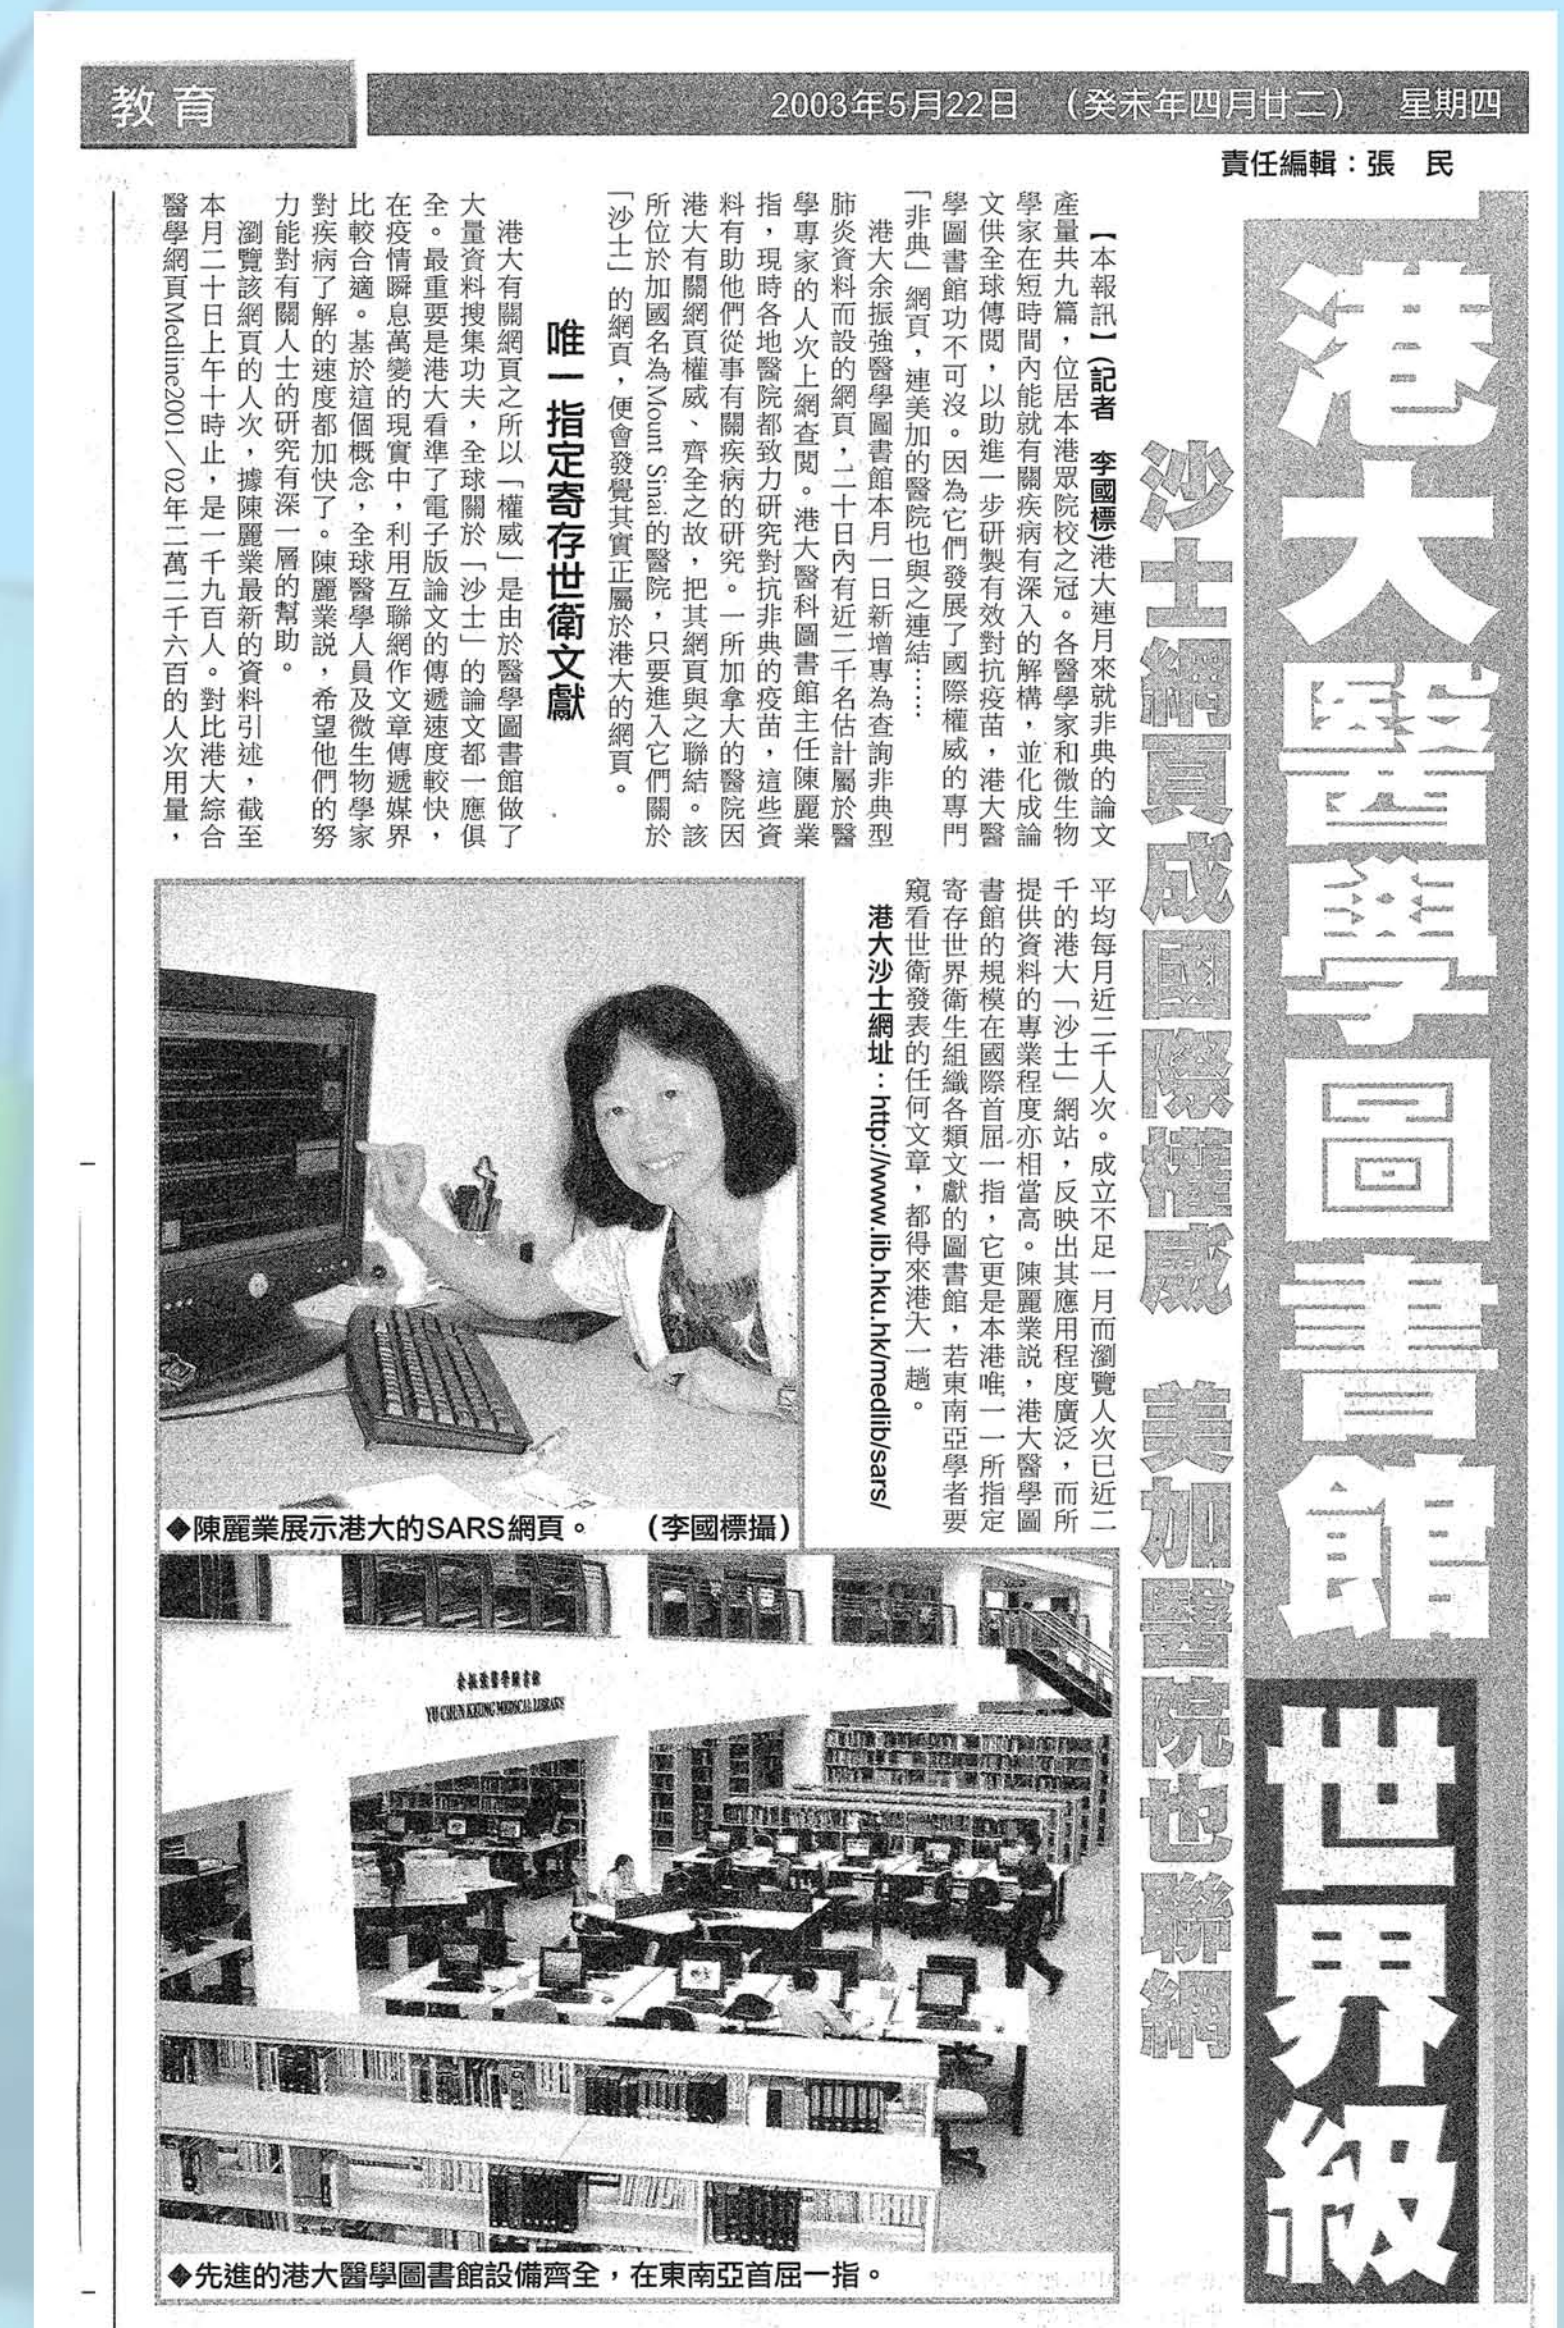 教育
2003年5月22日　（癸未年四月廿二）　星期四
責任編輯：張　民
港大醫學圖書館 世界級
沙士網頁成國際權威　美加醫院也聯網
【本報訊】（記者　李國標）港大連月來就非典的論文
產量共九篇，位居本港眾院校之冠。各醫學家和微生物
學家在短時間內能就有關疾病有深入的解構，並化成論
文供全球傳閱，以助進一步研製有效對抗疫苗，港大醫
學圖書館功不可沒。因為它們發展了國際權威的專門
「非典」網頁，連美加的醫院也與之連結……
港大余振強醫學圖書館本月一日新增專為查詢非典型
肺炎資料而設的網頁，二十日內有近二千名估計屬於醫
學專家的人次上網查閱。港大醫科圖書館主任陳麗業
指，現時各地醫院都致力研究對抗非典的疫苗，這些資
料有助他們從事有關疾病的研究。一所加拿大的醫院因
港大有關網頁權威、齊全之故，把其網頁與之聯結。該
所位於加國名為Mount Sinai的醫院，只要進入它們關於
「沙士」的網頁，便會發覺其實正屬於港大的網頁。
唯一指定寄存世衛文獻
港大有關網頁之所以「權威」是由於醫學圖書館做了
大量資料搜集功夫，全球關於「沙士」的論文都一應俱
全。最重要是港大看準了電子版論文的傳遞速度較快，
在疫情瞬息萬變的現實中，利用互聯網作文章傳遞媒界
比較合適。基於這個概念，全球醫學人員及微生物學家
對疾病了解的速度都加快了。陳麗業説，希望他們的努
力能對有關人士的研究有深一層的幫助。
瀏覽該網頁的人次，據陳麗業最新的資料引述，截至
本月二十日上午十時止，是一千九百人。對比港大綜合
醫學網頁Medline2001／02年二萬二千六百的人次用量，
平均每月近二千人次。成立不足一月而瀏覽人次已近二
千的港大「沙士」網站，反映出其應用程度廣泛，而所
提供資料的專業程度亦相當高。陳麗業説，港大醫學圖
書館的規模在國際首屈一指，它更是本港唯一一所指定
寄存世界衛生組織各類文獻的圖書館，若東南亞學者要
窺看世衛發表的任何文章，都得來港大一趟。
港大沙士網址：http://www.lib.hku.hk/medlib/sars/
◆陳麗業展示港大的SARS網頁。　（李國標攝）
余振強醫學圖書館
YU CHUN KEUNG MEDICAL LIBRARY
◆先進的港大醫學圖書館設備齊全，在東南亞首屈一指。